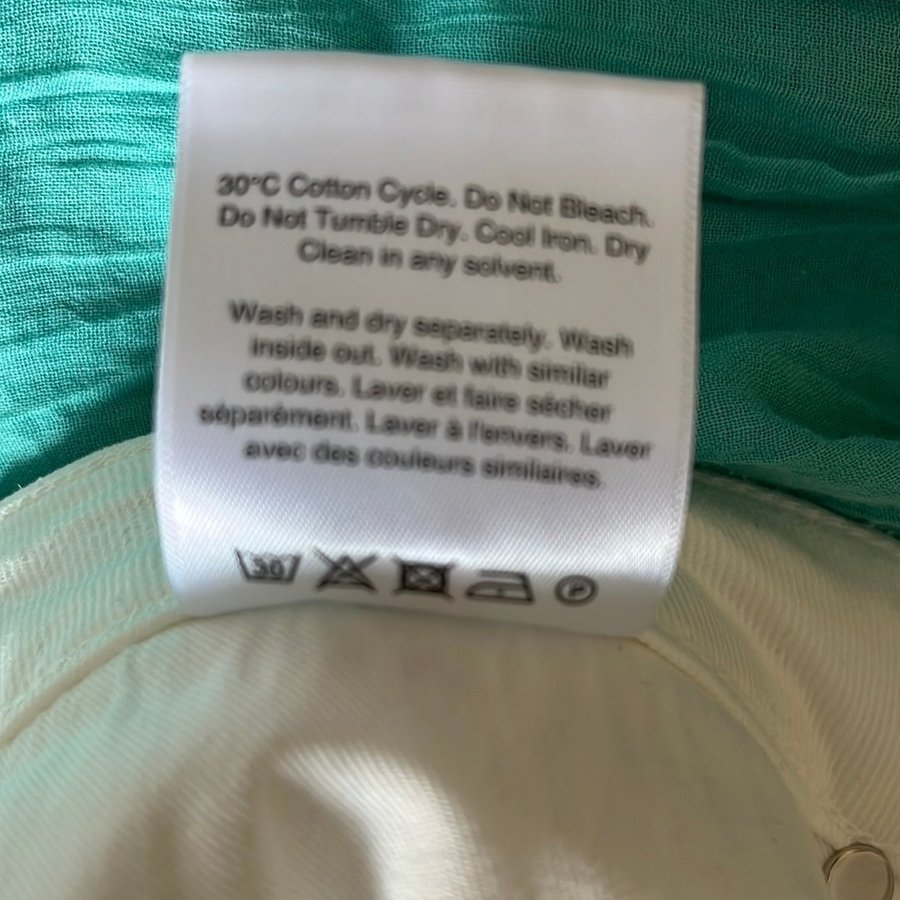 30°C Cotton Cycle. Do Not Bleach.
Do Not Tumble Dry. Cool Iron. Dry
Clean in any solvent.
Wash and dry separately. Wash
inside out. Wash with similar
colours. Laver et faire sécher
séparément. Laver à l'envers. Laver
avec des couleurs similaires.
30 P